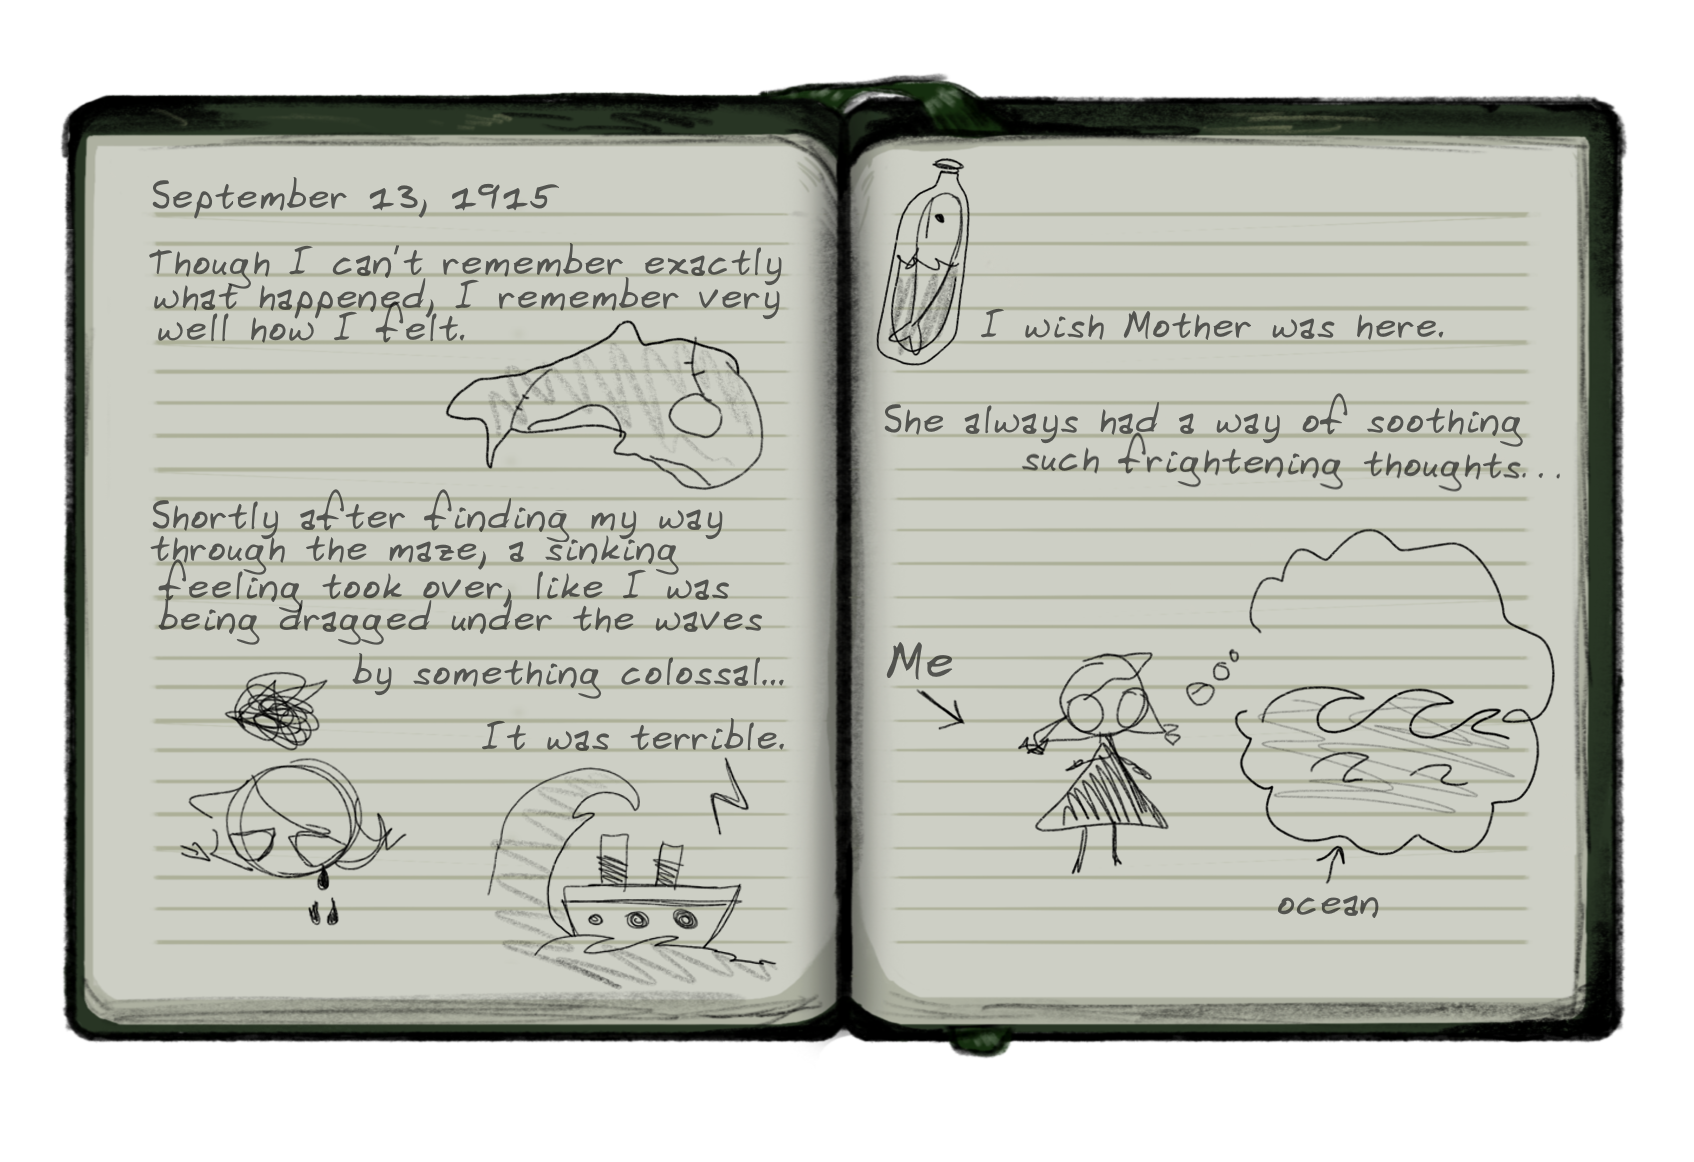 September 13, 1915
Though I can't remember exactly
what happened, I remember very
well how I felt.
Shortly after finding my way
through the maze, a sinking
feeling took over, like I was
being dragged under the waves
by something colossal...
It was terrible.
I wish Mother was here.
She always had a way of soothing
such frightening thoughts...
Me
ocean